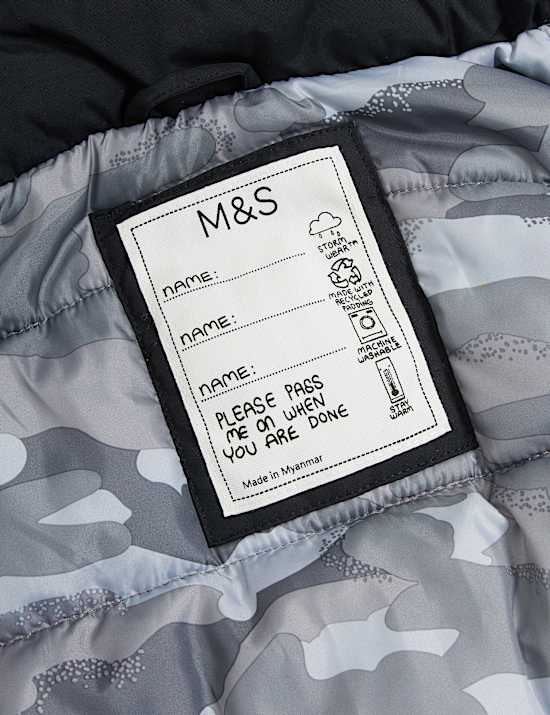 M&S
NAME:
NAME:
NAME:
PLEASE PASS
ME ON WHEN
YOU ARE DONE
Made in Myanmar
STORM
WEAR™
MADE WITH
RECYCLED
PADDING
MACHINE
WASHABLE
STAY
WARM